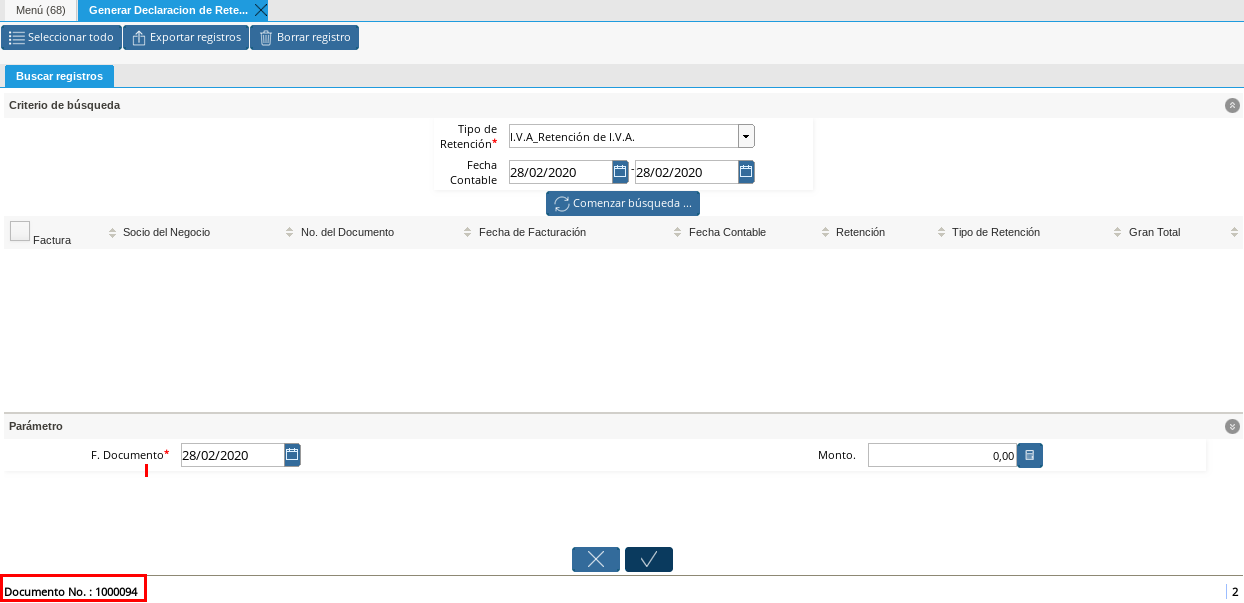 Menú (68) Generar Declaracion de Rete...
Seleccionar todo Exportar registros Borrar registro
Buscar registros
Criterio de búsqueda
Tipo de
Retención* I.V.A_Retención de I.V.A.
Fecha
Contable 28/02/2020 - 28/02/2020
Comenzar búsqueda ...
Factura Socio del Negocio No. del Documento Fecha de Facturación Fecha Contable Retención Tipo de Retención Gran Total
Parámetro
F. Documento* 28/02/2020 Monto. 0,00
Documento No. : 1000094 2